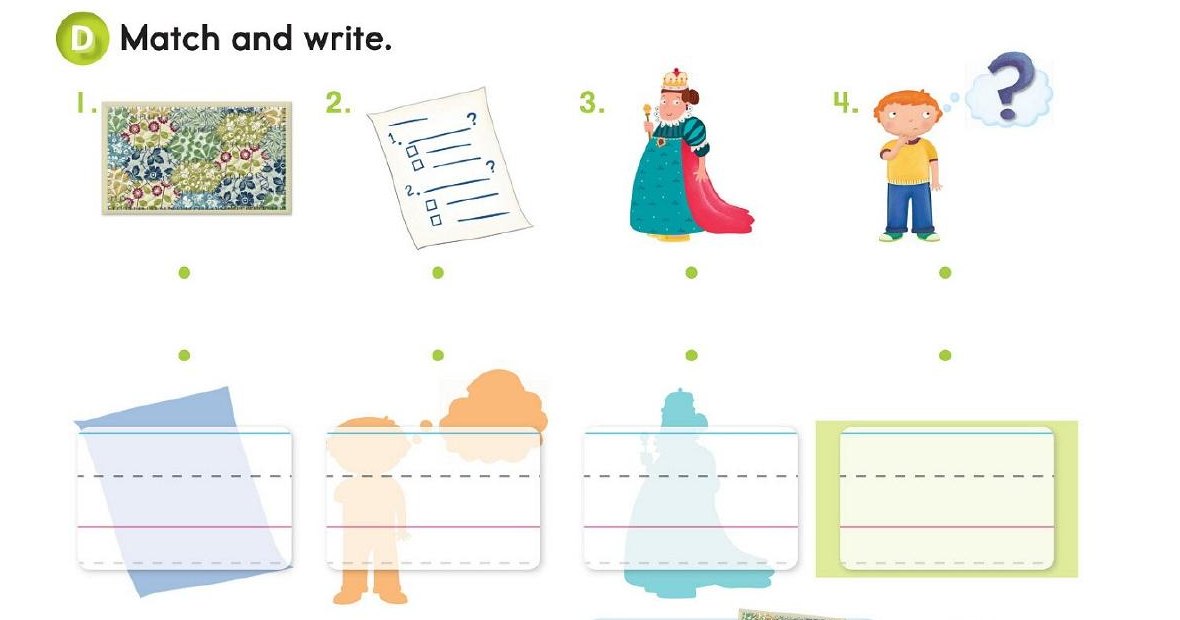 D Match and write.
1. 2. 3. 4.
?
1. ?
2. ?